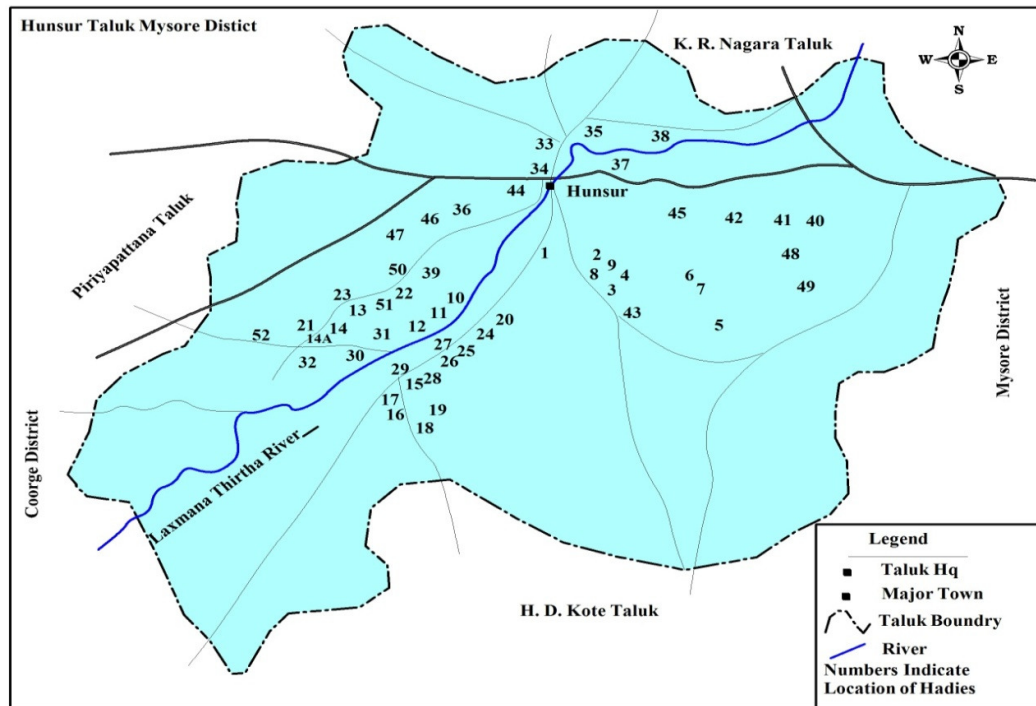 Hunsur Taluk Mysore Distict
K. R. Nagara Taluk
N
W E
S
35
38
33
37
34
Hunsur
44
36
46
45
42
41
40
47
Piriyapattana Taluk
1
2
48
9
50
39
8
4
6
3
7
49
23
22
10
51
13
11
43
20
21
14
12
5
52
14A
31
24
27
25
30
26
32
29
28
15
17
16
19
18
Mysore District
Coorge District
Laxmana Thirtha River
H. D. Kote Taluk
Legend
Taluk Hq
Major Town
Taluk Boundry
River
Numbers Indicate
Location of Hadies